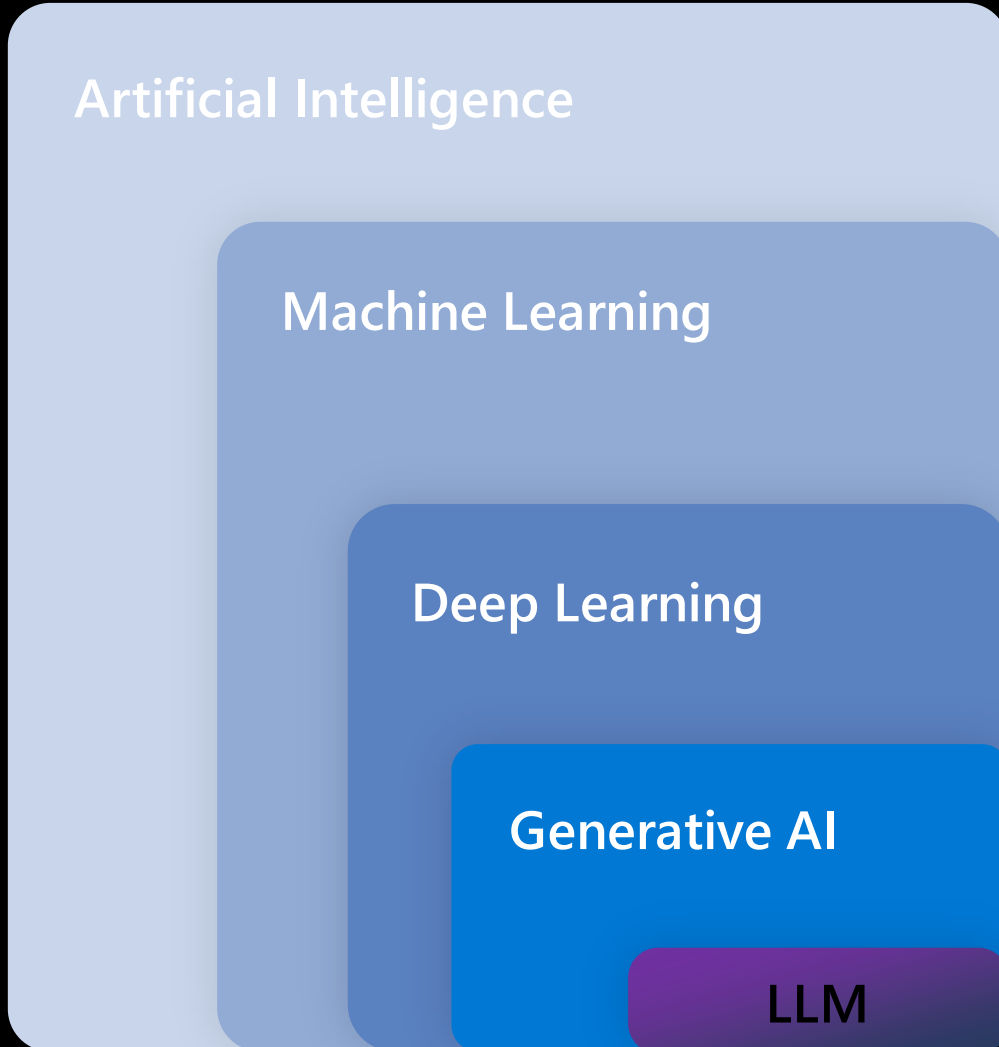 Artificial Intelligence
Machine Learning
Deep Learning
Generative AI
LLM